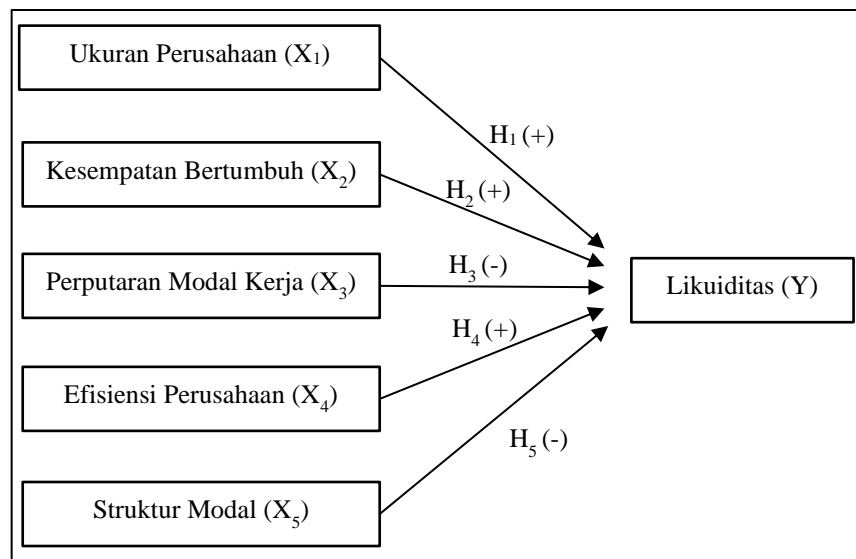 Ukuran Perusahaan (X₁)
H₁ (+)
Kesempatan Bertumbuh (X₂)
H₂ (+)
Perputaran Modal Kerja (X₃)
H₃ (-)
Likuiditas (Y)
H₄ (+)
Efisiensi Perusahaan (X₄)
H₅ (-)
Struktur Modal (X₅)